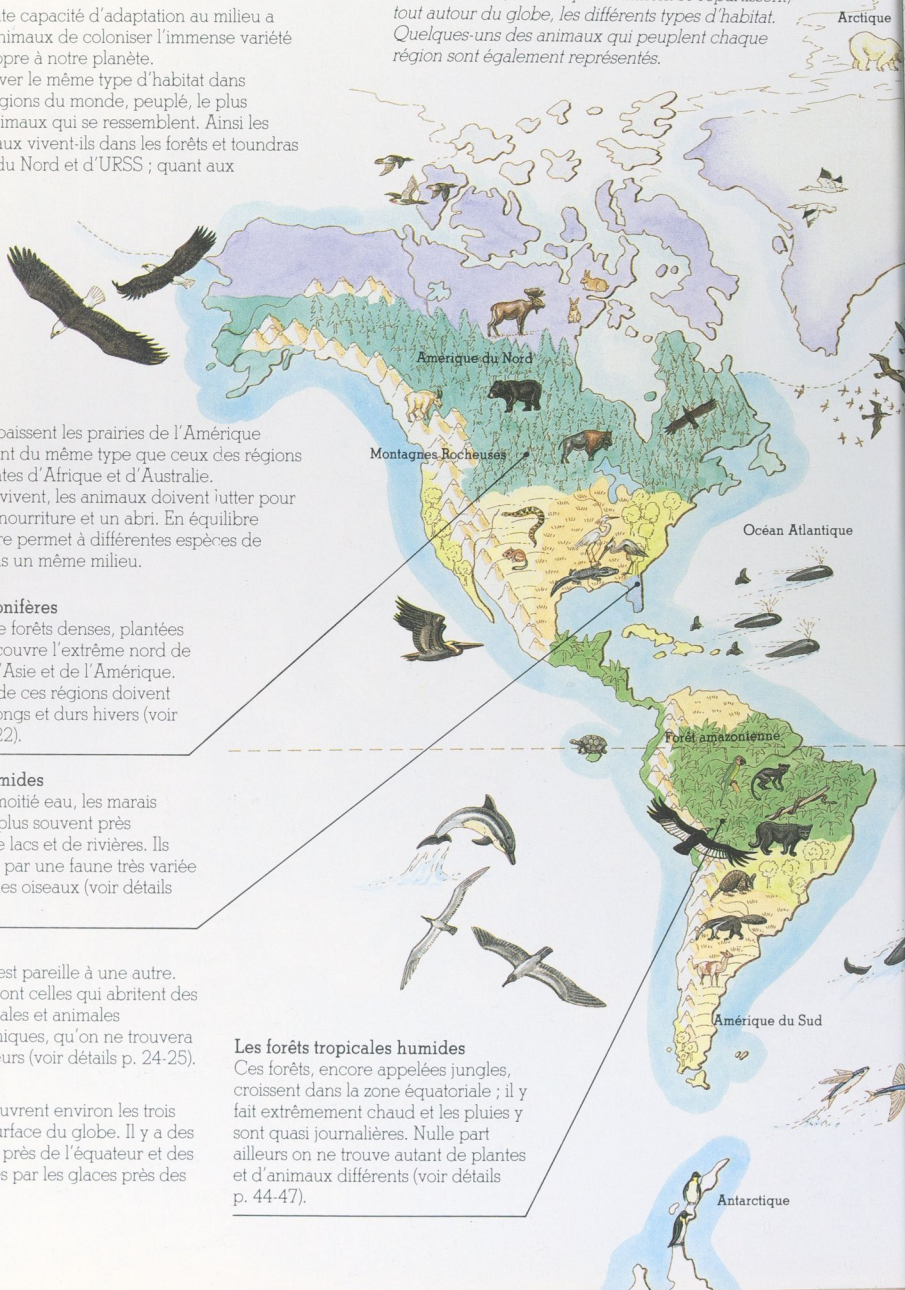 te capacité d’adaptation au milieu a
nimaux de coloniser l’immense variété
opre à notre planète.
ver le même type d’habitat dans
gions du monde, peuplé, le plus
imaux qui se ressemblent. Ainsi les
aux vivent-ils dans les forêts et toundras
du Nord et d’URSS ; quant aux
tout autour du globe, les différents types d’habitat.
Quelques-uns des animaux qui peuplent chaque
région sont également représentés.
Arctique
Amérique du Nord
Montagnes Rocheuses
Océan Atlantique
paissent les prairies de l’Amérique
nt du même type que ceux des régions
tes d’Afrique et d’Australie.
vivent, les animaux doivent lutter pour
nourriture et un abri. En équilibre
re permet à différentes espèces de
s un même milieu.
onifères
e forêts denses, plantées
couvre l’extrême nord de
’Asie et de l’Amérique.
de ces régions doivent
ongs et durs hivers (voir
22).
Forêt amazonienne
mides
moitié eau, les marais
plus souvent près
e lacs et de rivières. Ils
par une faune très variée
es oiseaux (voir détails
est pareille à une autre.
ont celles qui abritent des
ales et animales
niques, qu’on ne trouvera
eurs (voir détails p. 24-25).
uvrent environ les trois
urface du globe. Il y a des
près de l’équateur et des
s par les glaces près des
Les forêts tropicales humides
Ces forêts, encore appelées jungles,
croissent dans la zone équatoriale ; il y
fait extrêmement chaud et les pluies y
sont quasi journalières. Nulle part
ailleurs on ne trouve autant de plantes
et d’animaux différents (voir détails
p. 44-47).
Amérique du Sud
Antarctique